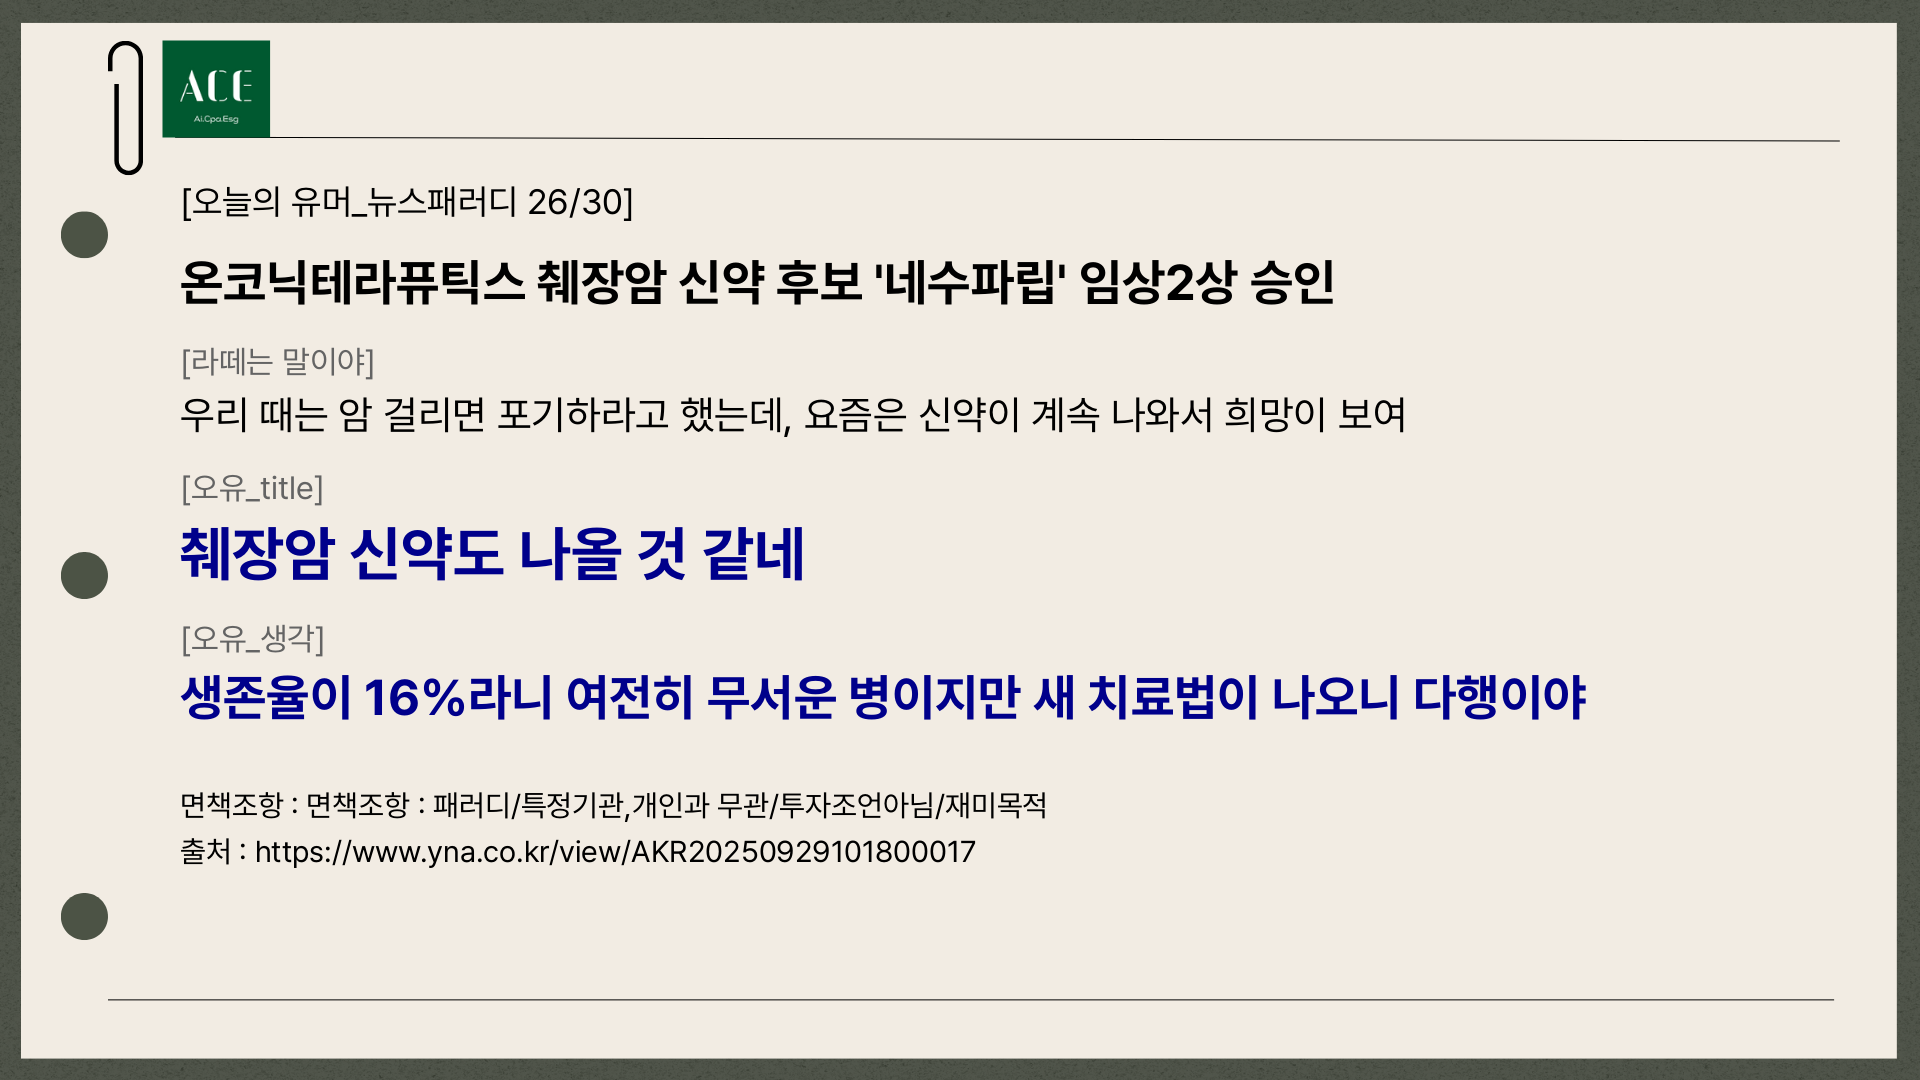 ACE
Ai.Cpa.Esg
[오늘의 유머_뉴스패러디 26/30]
온코닉테라퓨틱스 췌장암 신약 후보 '네수파립' 임상2상 승인
[라떼는 말이야]
우리 때는 암 걸리면 포기하라고 했는데, 요즘은 신약이 계속 나와서 희망이 보여
[오유_title]
췌장암 신약도 나올 것 같네
[오유_생각]
생존율이 16%라니 여전히 무서운 병이지만 새 치료법이 나오니 다행이야
면책조항 : 면책조항 : 패러디/특정기관,개인과 무관/투자조언아님/재미목적
출처 : https://www.yna.co.kr/view/AKR20250929101800017